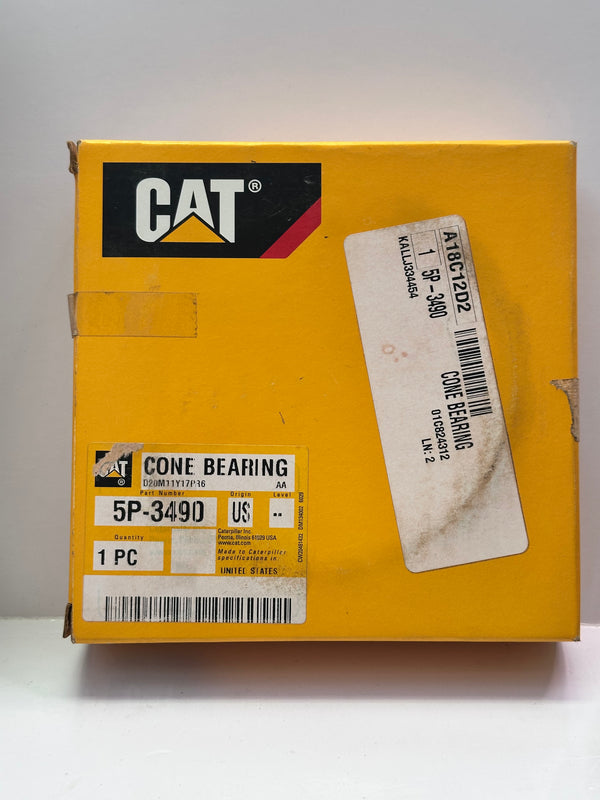 CAT®
A18C12D2
1 5P-3490
KALLJ334454
CONE BEARING
01C824312
LN: 2
CAT
CONE BEARING
AA
Part Number Origin Level
5P-3490 US --
Quantity
1 PC
Caterpillar Inc.
Peoria, Illinois 61629 USA
www.cat.com
Made to Caterpillar
specifications in:
UNITED STATES